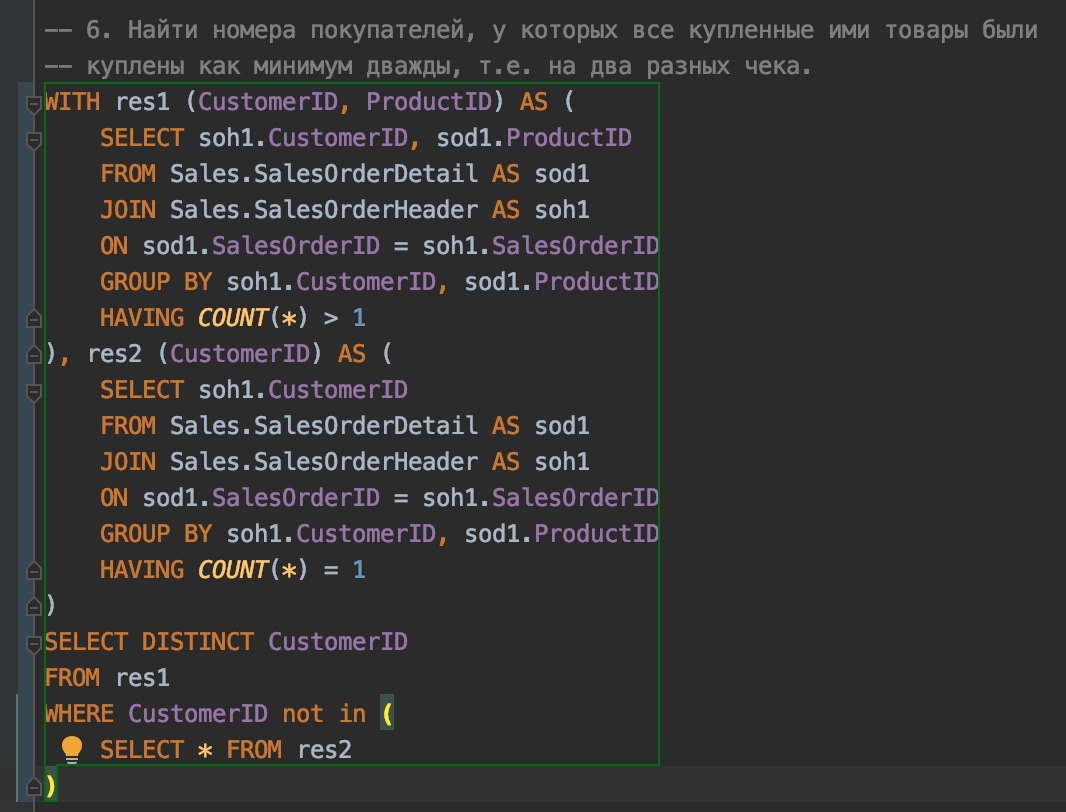 -- 6. Найти номера покупателей, у которых все купленные ими товары были
-- куплены как минимум дважды, т.е. на два разных чека.
WITH res1 (CustomerID, ProductID) AS (
    SELECT soh1.CustomerID, sod1.ProductID
    FROM Sales.SalesOrderDetail AS sod1
    JOIN Sales.SalesOrderHeader AS soh1
    ON sod1.SalesOrderID = soh1.SalesOrderID
    GROUP BY soh1.CustomerID, sod1.ProductID
    HAVING COUNT(*) > 1
), res2 (CustomerID) AS (
    SELECT soh1.CustomerID
    FROM Sales.SalesOrderDetail AS sod1
    JOIN Sales.SalesOrderHeader AS soh1
    ON sod1.SalesOrderID = soh1.SalesOrderID
    GROUP BY soh1.CustomerID, sod1.ProductID
    HAVING COUNT(*) = 1
)
SELECT DISTINCT CustomerID
FROM res1
WHERE CustomerID not in (
    SELECT * FROM res2
)